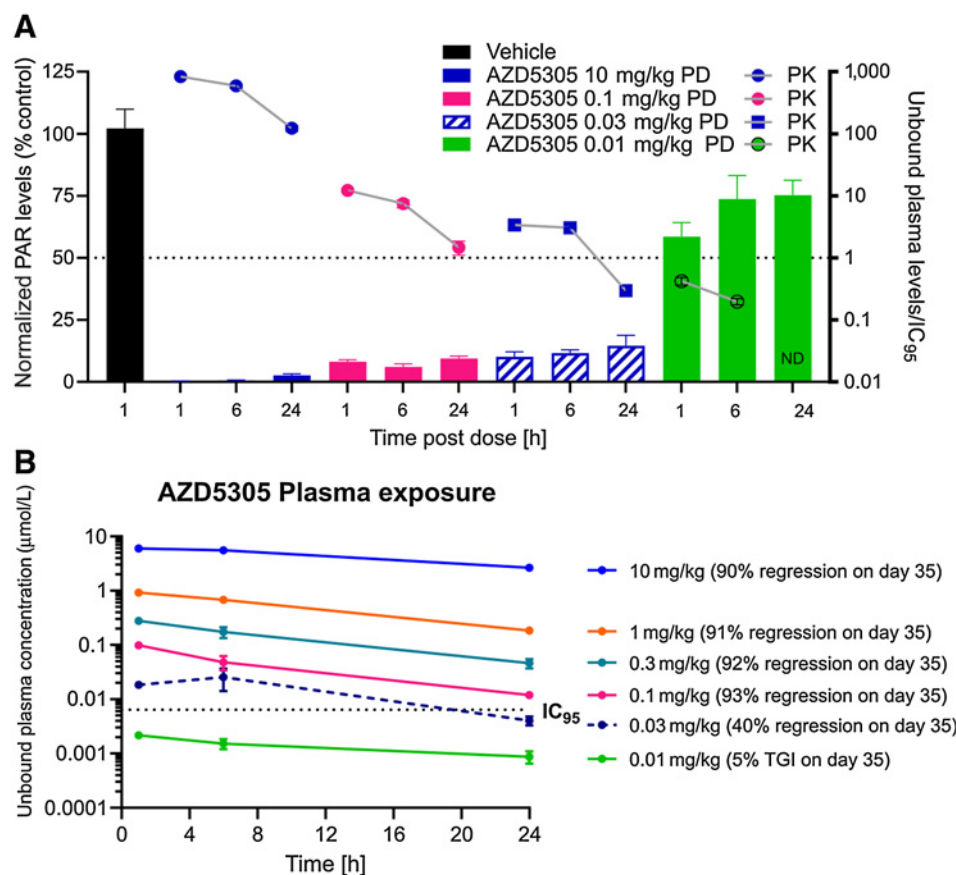 A
Vehicle
AZD5305 10 mg/kg PD PK
AZD5305 0.1 mg/kg PD PK
AZD5305 0.03 mg/kg PD PK
AZD5305 0.01 mg/kg PD PK
Normalized PAR levels (% control)
125
100
75
50
25
0
Unbound plasma levels/IC95
1,000
100
10
1
0.1
0.01
ND
1 1 6 24 1 6 24 1 6 24 1 6 24
Time post dose [h]
B
AZD5305 Plasma exposure
Unbound plasma concentration (µmol/L)
10
1
0.1
0.01
0.001
0.0001
IC95
0 4 8 12 16 20 24
Time [h]
10 mg/kg (90% regression on day 35)
1 mg/kg (91% regression on day 35)
0.3 mg/kg (92% regression on day 35)
0.1 mg/kg (93% regression on day 35)
0.03 mg/kg (40% regression on day 35)
0.01 mg/kg (5% TGI on day 35)